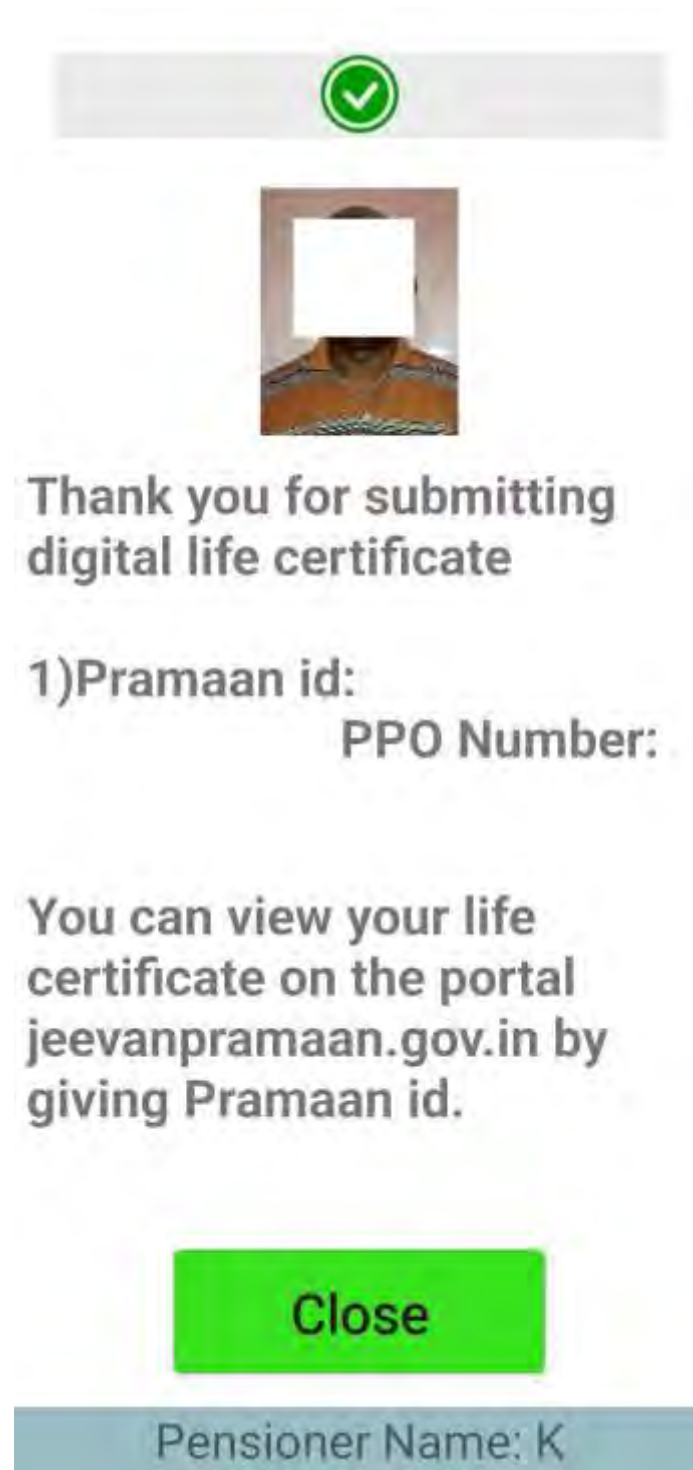 Thank you for submitting
digital life certificate
1)Pramaan id:
PPO Number:
You can view your life
certificate on the portal
jeevanpramaan.gov.in by
giving Pramaan id.
Close
Pensioner Name: K